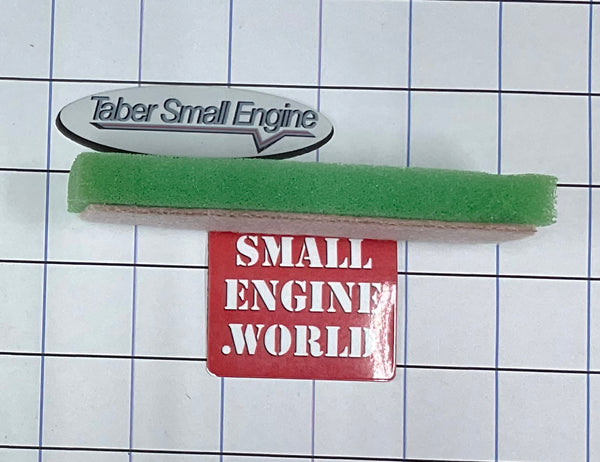 Taber Small Engine
SMALL
ENGINE
.WORLD